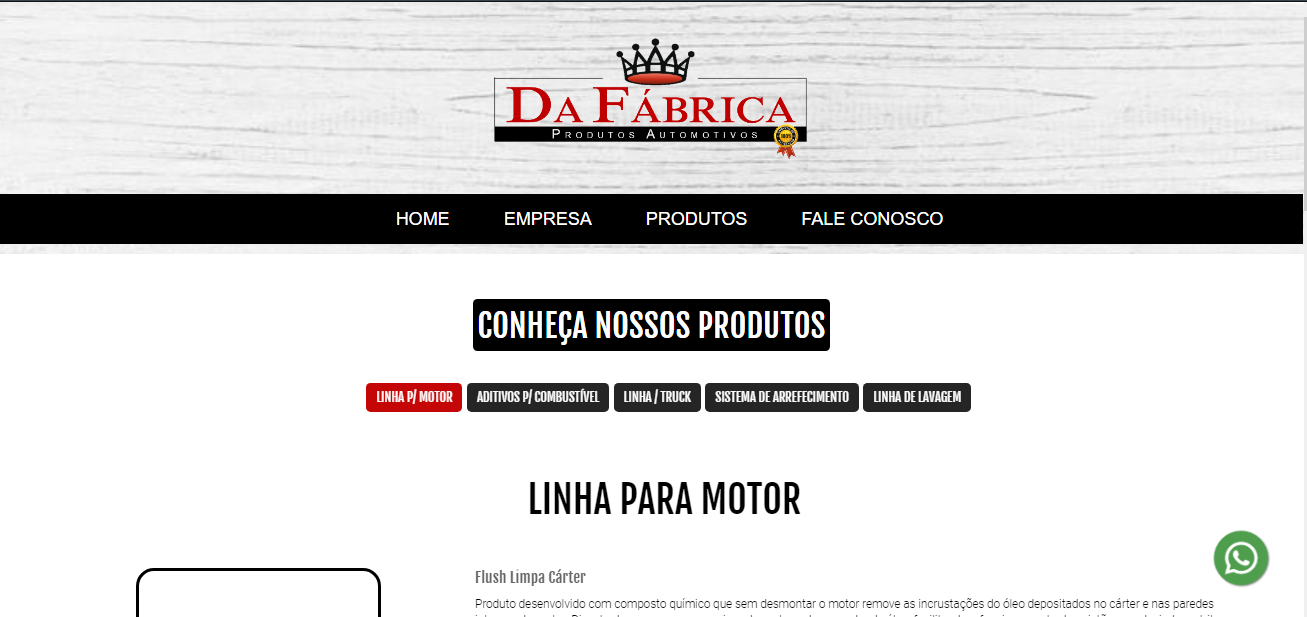 DA FÁBRICA
PRODUTOS AUTOMOTIVOS
100%
HOME EMPRESA PRODUTOS FALE CONOSCO
CONHEÇA NOSSOS PRODUTOS
LINHA P/ MOTOR ADITIVOS P/ COMBUSTÍVEL LINHA / TRUCK SISTEMA DE ARREFECIMENTO LINHA DE LAVAGEM
LINHA PARA MOTOR
Flush Limpa Cárter
Produto desenvolvido com composto químico que sem desmontar o motor remove as incrustações do óleo depositados no cárter e nas paredes